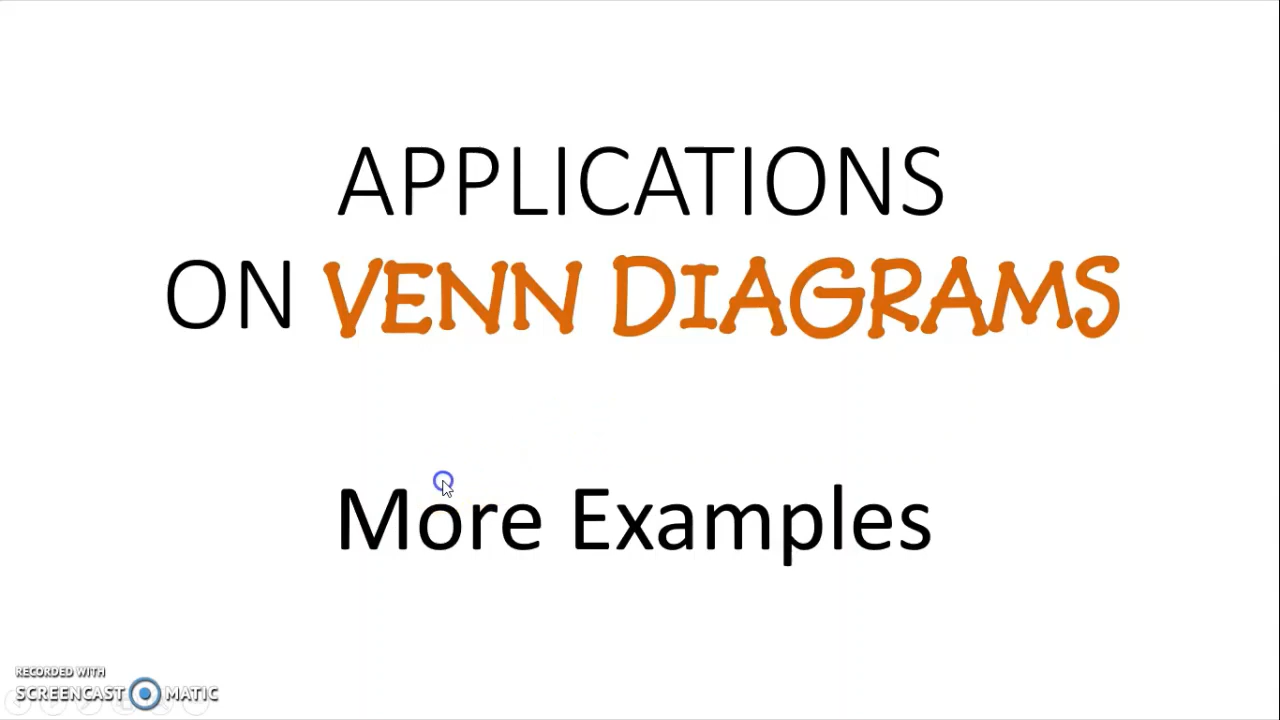 APPLICATIONS
ON VENN DIAGRAMS
More Examples
RECORDED WITH
SCREENCAST MATIC